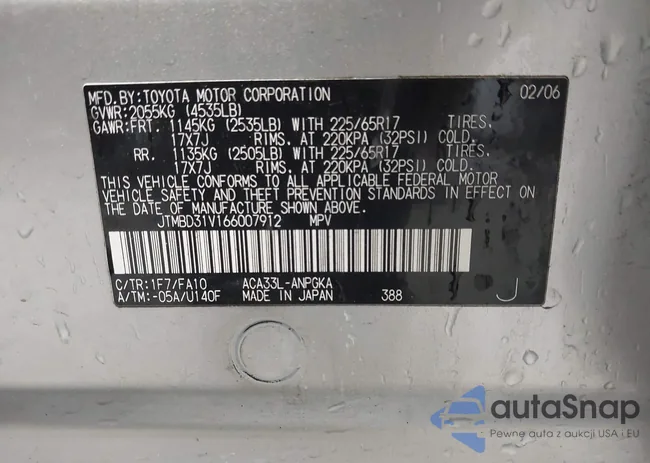 MFD.BY:TOYOTA MOTOR CORPORATION 02/06
GVWR:2055KG (4535LB)
GAWR:FRT. 1145KG (2535LB) WITH 225/65R17 TIRES.
17X7J RIMS. AT 220KPA (32PSI) COLD.
RR. 1135KG (2505LB) WITH 225/65R17 TIRES.
17X7J RIMS. AT 220KPA (32PSI) COLD.
THIS VEHICLE CONFORMS TO ALL APPLICABLE FEDERAL MOTOR
VEHICLE SAFETY AND THEFT PREVENTION STANDARDS IN EFFECT ON
DATE OF MANUFACTURE SHOWN ABOVE.
JTMBD31V166007912 MPV
C/TR:1F7/FA10 ACA33L-ANPGKA
A/TM:-05A/U140F MADE IN JAPAN 388 J
autoSnap
Pewne auta z aukcji USA i EU